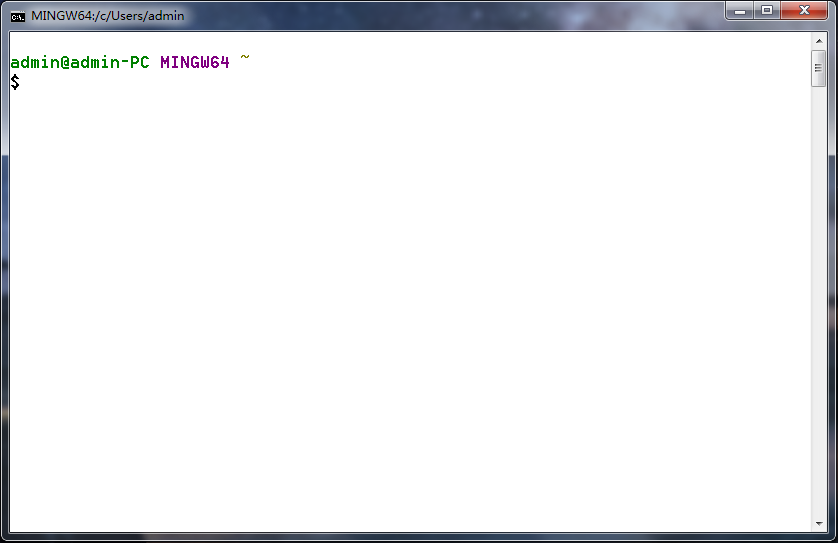 MINGW64:/c/Users/admin
admin@admin-PC MINGW64 ~
$